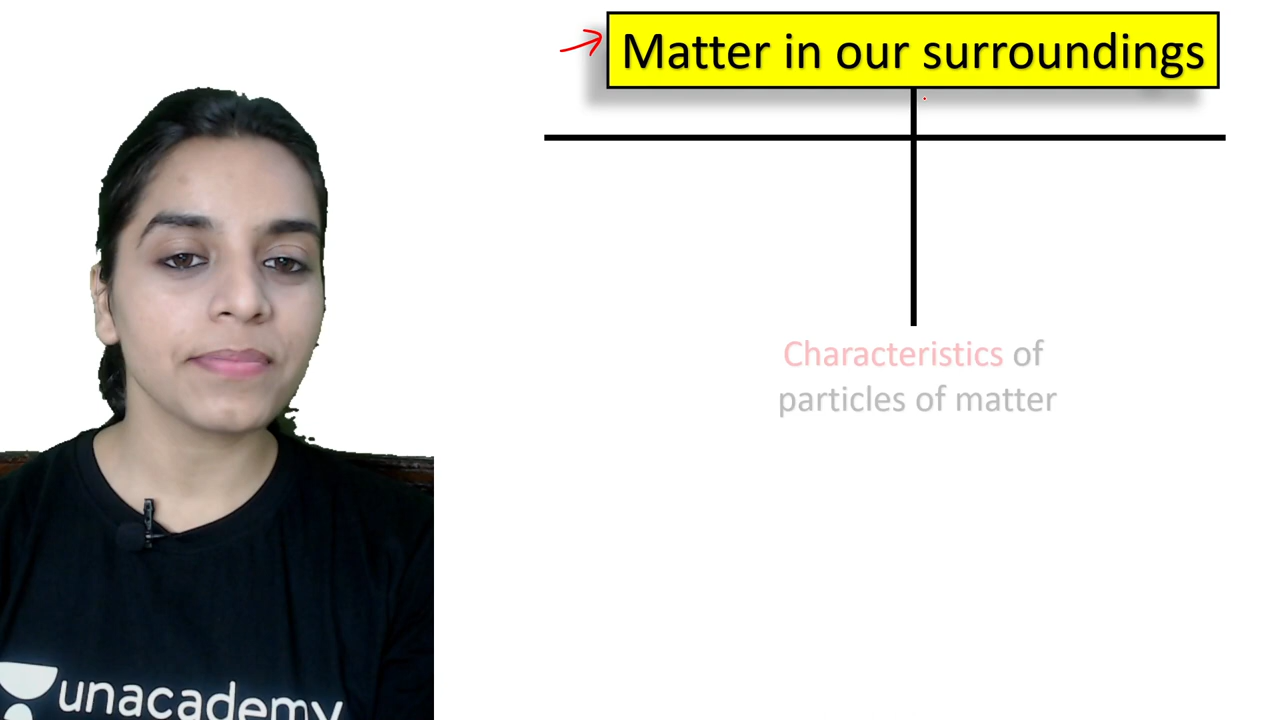 Matter in our surroundings
Characteristics of
particles of matter
unacademy